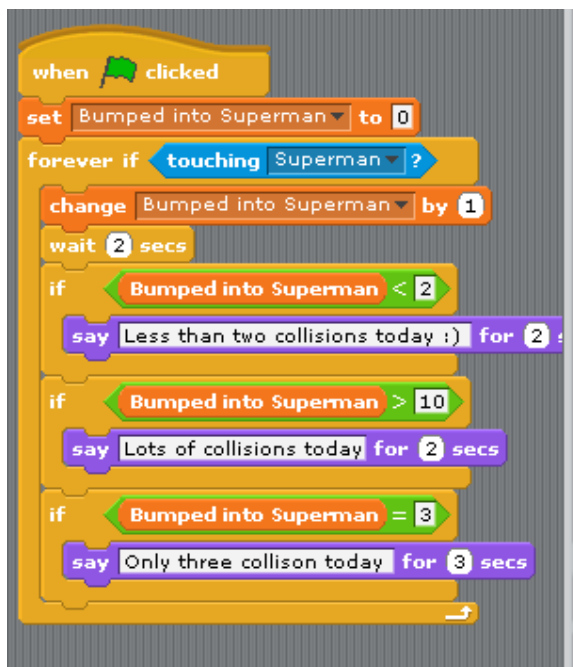 when clicked
set Bumped into Superman to 0
forever if touching Superman ?
change Bumped into Superman by 1
wait 2 secs
if Bumped into Superman < 2
say Less than two collisions today :) for 2
if Bumped into Superman > 10
say Lots of collisions today for 2 secs
if Bumped into Superman = 3
say Only three collison today for 3 secs